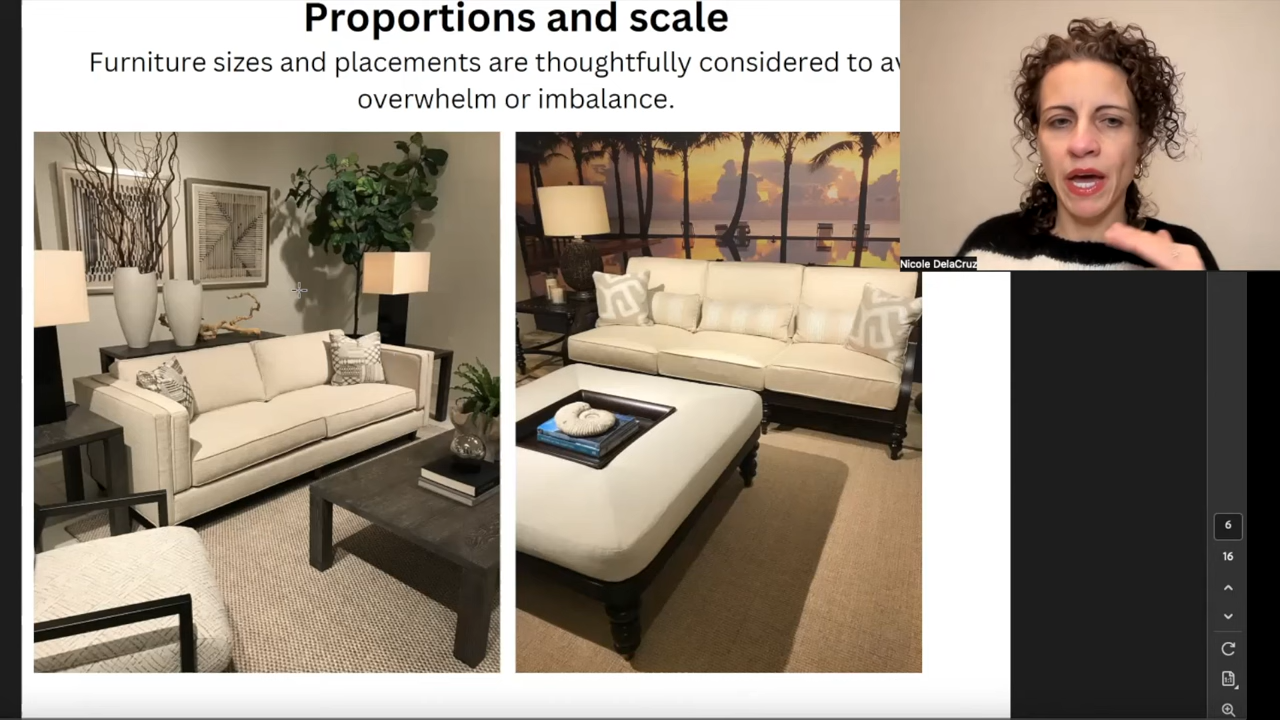 Proportions and scale
Furniture sizes and placements are thoughtfully considered to av
overwhelm or imbalance.
Nicole DelaCruz
6
16